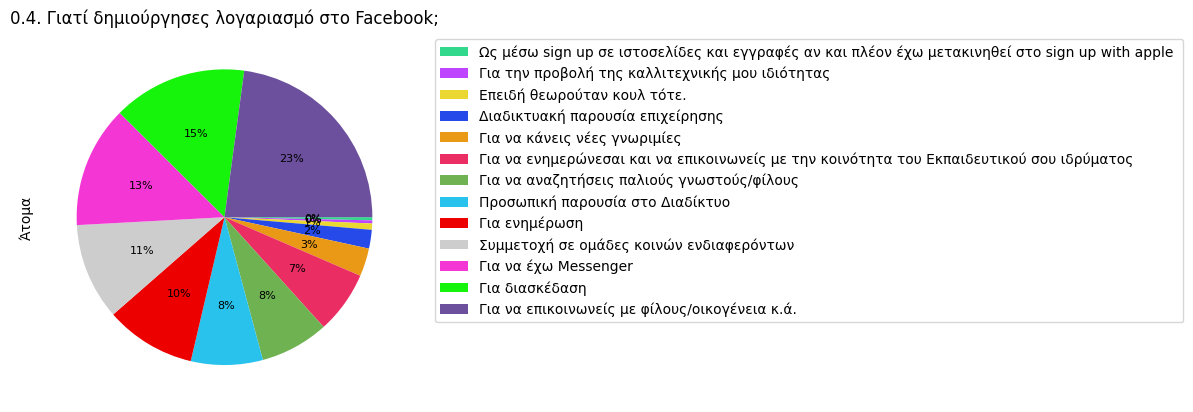 0.4. Γιατί δημιούργησες λογαριασμό στο Facebook;
Άτομα
23%
15%
13%
11%
10%
8%
8%
7%
3%
2%
0%
Ως μέσω sign up σε ιστοσελίδες και εγγραφές αν και πλέον έχω μετακινηθεί στο sign up with apple
Για την προβολή της καλλιτεχνικής μου ιδιότητας
Επειδή θεωρούταν κουλ τότε.
Διαδικτυακή παρουσία επιχείρησης
Για να κάνεις νέες γνωριμίες
Για να ενημερώνεσαι και να επικοινωνείς με την κοινότητα του Εκπαιδευτικού σου ιδρύματος
Για να αναζητήσεις παλιούς γνωστούς/φίλους
Προσωπική παρουσία στο Διαδίκτυο
Για ενημέρωση
Συμμετοχή σε ομάδες κοινών ενδιαφερόντων
Για να έχω Messenger
Για διασκέδαση
Για να επικοινωνείς με φίλους/οικογένεια κ.ά.